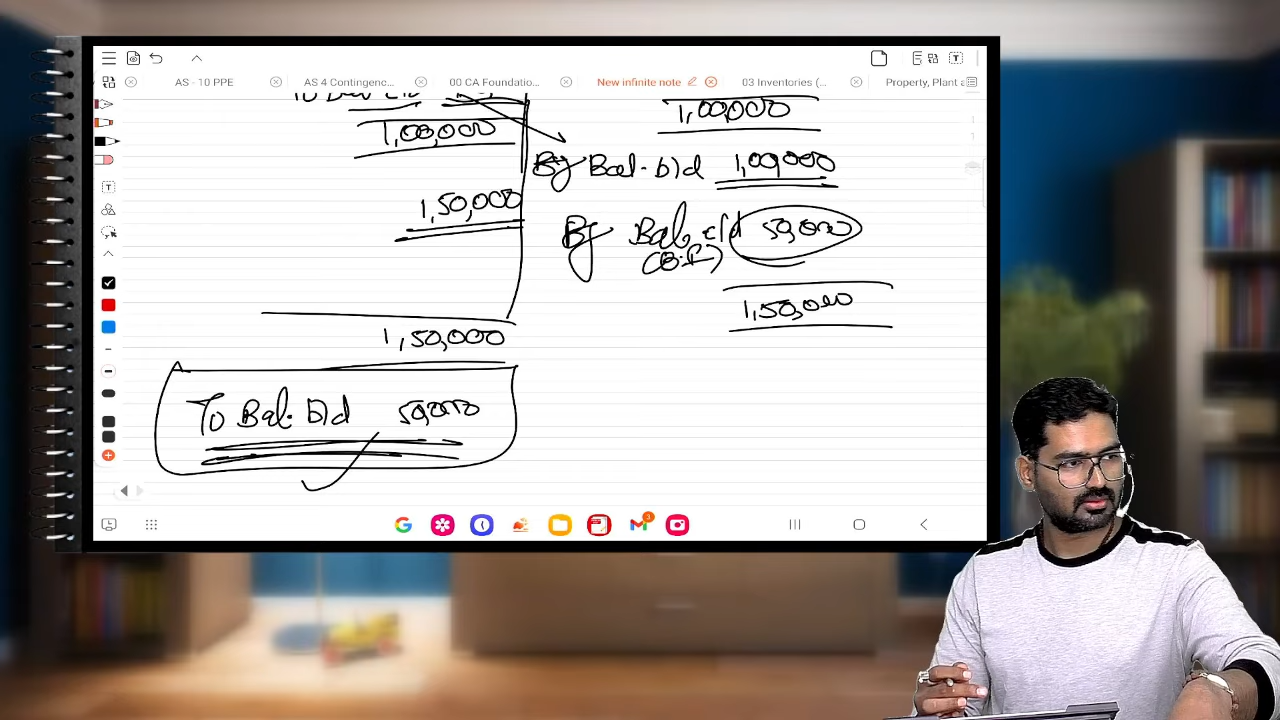 AS - 10 PPE
AS 4 Contingenc...
00 CA Foundatio...
New infinite note
03 Inventories (...
Property, Plant a
To Bal c/d
1,00,000
1,00,000
By Bal. b/d 1,00,000
1,50,000
By Bal c/d 50,000
(B.F)
1,50,000
1,50,000
To Bal. b/d 50,000